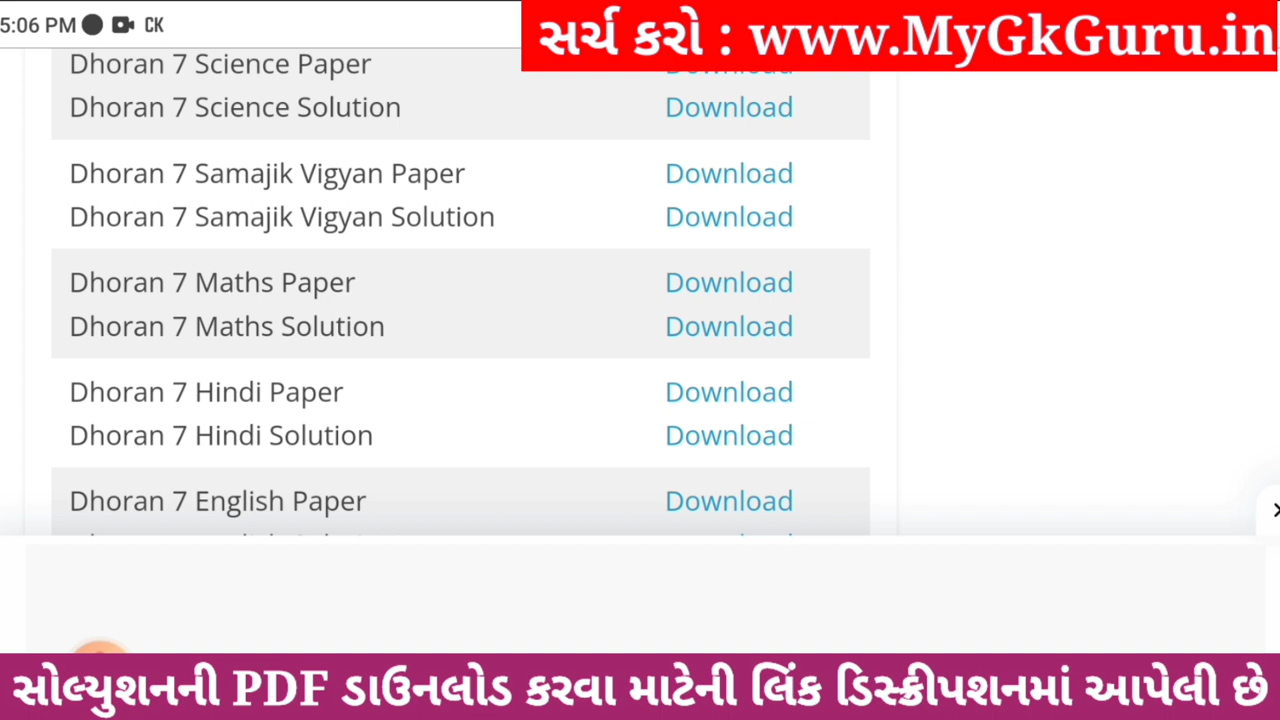 5:06 PM CK
સર્ચ કરો : www.MyGkGuru.in
Dhoran 7 Science Paper Download
Dhoran 7 Science Solution Download
Dhoran 7 Samajik Vigyan Paper Download
Dhoran 7 Samajik Vigyan Solution Download
Dhoran 7 Maths Paper Download
Dhoran 7 Maths Solution Download
Dhoran 7 Hindi Paper Download
Dhoran 7 Hindi Solution Download
Dhoran 7 English Paper Download
સોલ્યુશનની PDF ડાઉનલોડ કરવા માટેની લિંક ડિસ્ક્રીપશનમાં આપેલી છે